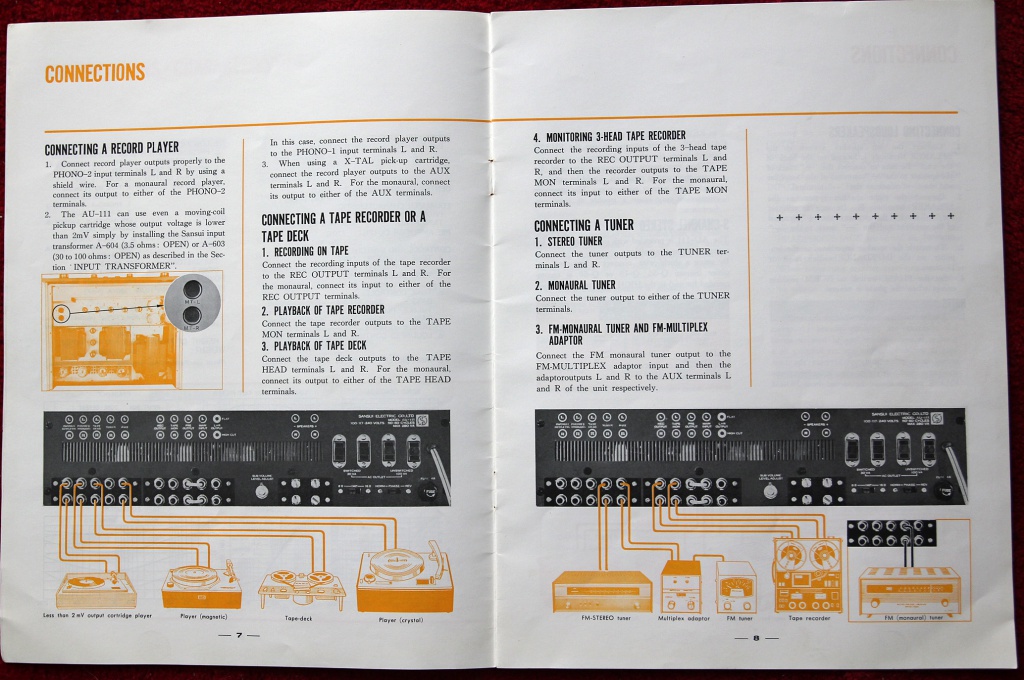 CONNECTIONS
CONNECTING A RECORD PLAYER
1. Connect record player outputs properly to the
PHONO-2 input terminals L and R by using a
shield wire. For a monaural record player,
connect its output to either of the PHONO-2
terminals.
2. The AU-111 can use even a moving-coil
pickup cartridge whose output voltage is lower
than 2mV simply by installing the Sansui input
transformer A-604 (3.5 ohms: OPEN) or A-603
(30 to 100 ohms: OPEN) as described in the Sec-
tion "INPUT TRANSFORMER".
MT-L
MT-R
In this case, connect the record player outputs
to the PHONO-1 input terminals L and R.
3. When using a X-TAL pick-up cartridge,
connect the record player outputs to the AUX
terminals L and R. For the monaural, connect
its output to either of the AUX terminals.
CONNECTING A TAPE RECORDER OR A
TAPE DECK
1. RECORDING ON TAPE
Connect the recording inputs of the tape recorder
to the REC OUTPUT terminals L and R. For
the monaural, connect its input to either of the
REC OUTPUT terminals.
2. PLAYBACK OF TAPE RECORDER
Connect the tape recorder outputs to the TAPE
MON terminals L and R.
3. PLAYBACK OF TAPE DECK
Connect the tape deck outputs to the TAPE
HEAD terminals L and R. For the monaural,
connect its output to either of the TAPE HEAD
terminals.
SANSUI ELECTRIC CO.,LTD
SPEAKERS
Less than 2 mV output cartridge player
Player (magnetic)
Tape-deck
Player (crystal)
— 7 —
4. MONITORING 3-HEAD TAPE RECORDER
Connect the recording inputs of the 3-head tape
recorder to the REC OUTPUT terminals L and
R, and then the recorder outputs to the TAPE
MON terminals L and R. For the monaural,
connect its input to either of the TAPE MON
terminals.
CONNECTING A TUNER
1. STEREO TUNER
Connect the tuner outputs to the TUNER ter-
minals L and R.
2. MONAURAL TUNER
Connect the tuner output to either of the TUNER
terminals.
3. FM-MONAURAL TUNER AND FM-MULTIPLEX
ADAPTOR
Connect the FM monaural tuner output to the
FM-MULTIPLEX adaptor input and then the
adaptoroutputs L and R to the AUX terminals L
and R of the unit respectively.
+ + + + + + + + + +
SANSUI ELECTRIC CO.,LTD
SPEAKERS
FM-STEREO tuner
Multiplex adaptor
FM tuner
Tape recorder
FM (monaural) tuner
— 8 —